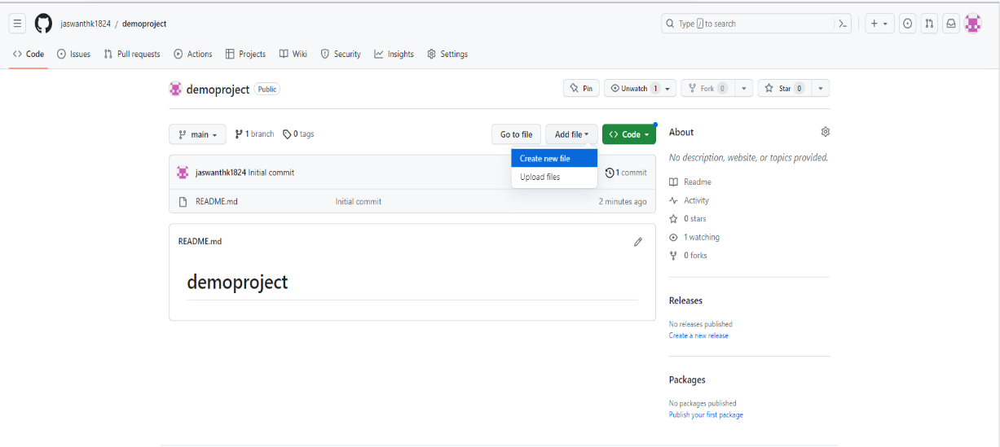 jaswanthk1824 / demoproject
Type / to search
Code Issues Pull requests Actions Projects Wiki Security Insights Settings
demoproject Public
Pin Unwatch 1 Fork 0 Star 0
main 1 branch 0 tags
Go to file Add file Code
Create new file
Upload files
jaswanthk1824 Initial commit 1 commit
README.md Initial commit 2 minutes ago
README.md
demoproject
About
No description, website, or topics provided.
Readme
Activity
0 stars
1 watching
0 forks
Releases
No releases published
Create a new release
Packages
No packages published
Publish your first package